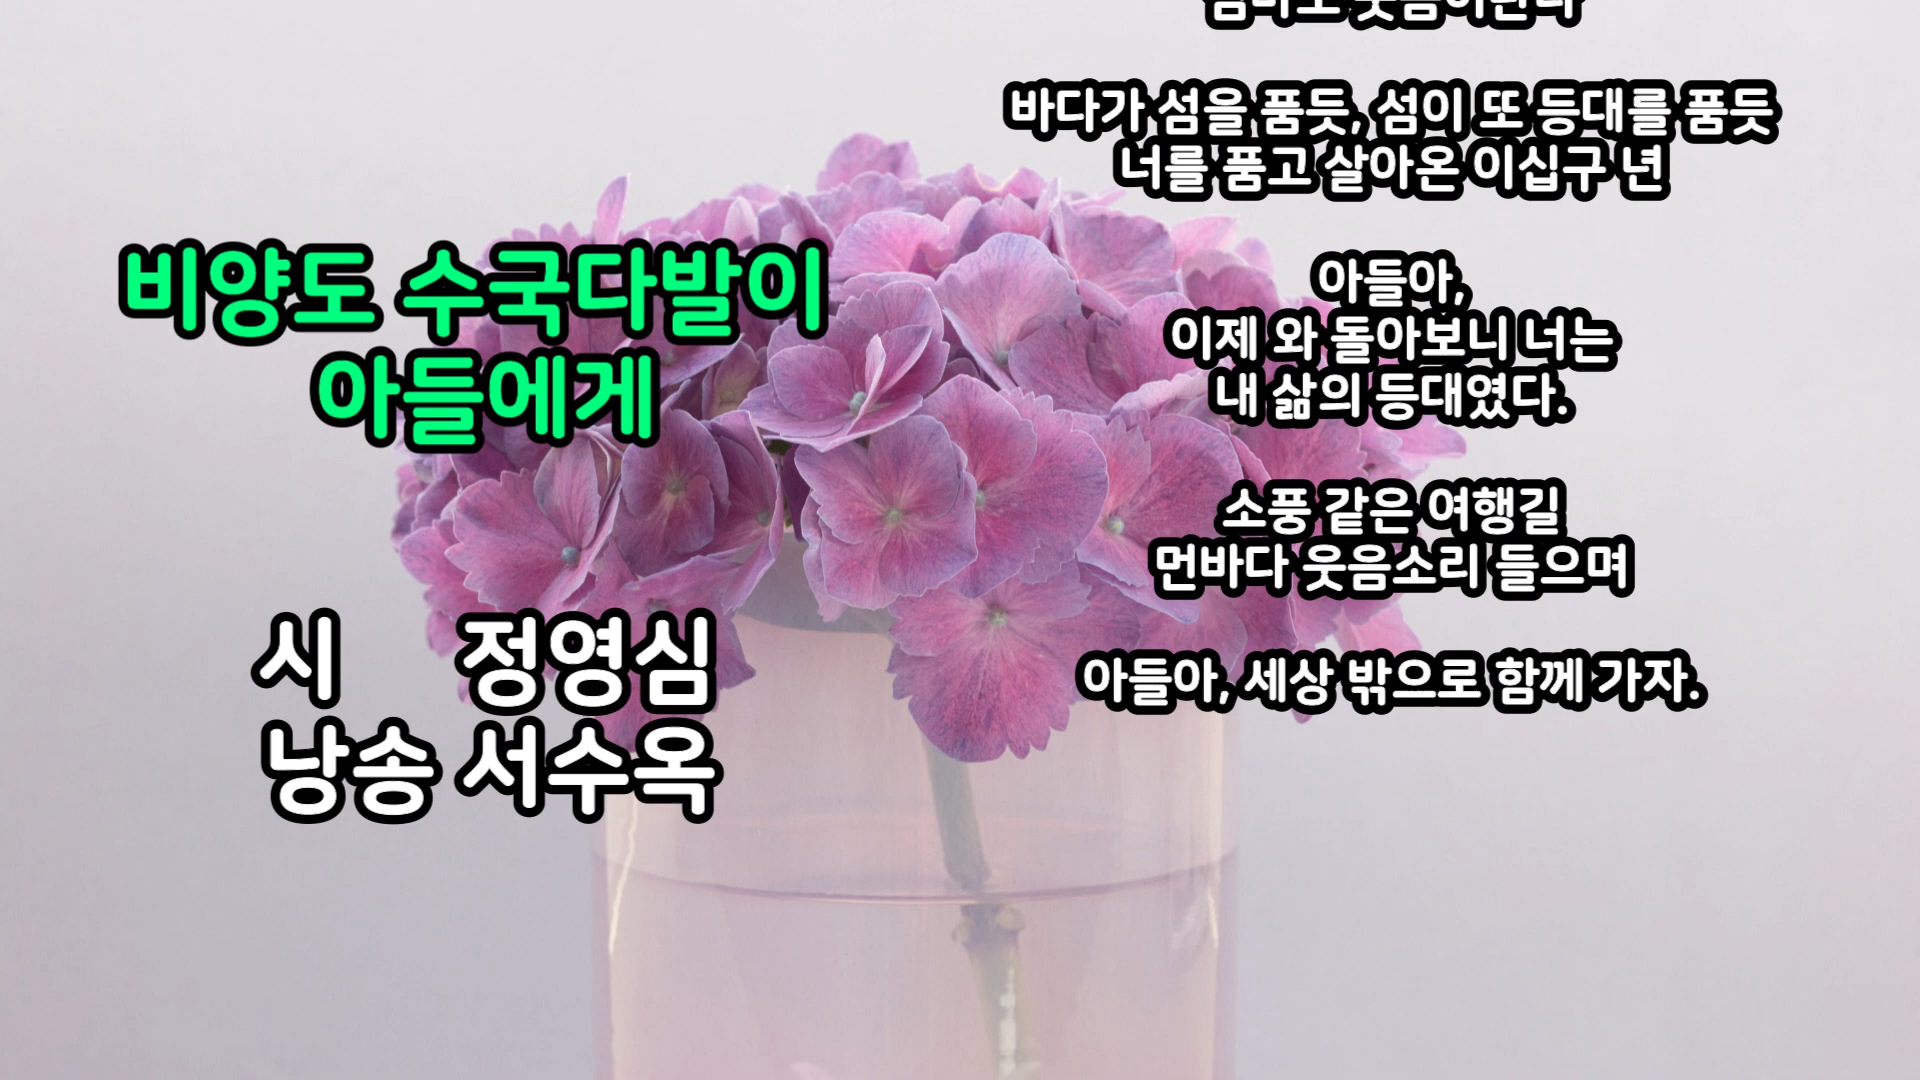 비양도 수국다발이
아들에게
시 정영심
낭송 서수옥
바다가 섬을 품듯, 섬이 또 등대를 품듯
너를 품고 살아온 이십구 년
아들아,
이제 와 돌아보니 너는
내 삶의 등대였다.
소풍 같은 여행길
먼바다 웃음소리 들으며
아들아, 세상 밖으로 함께 가자.